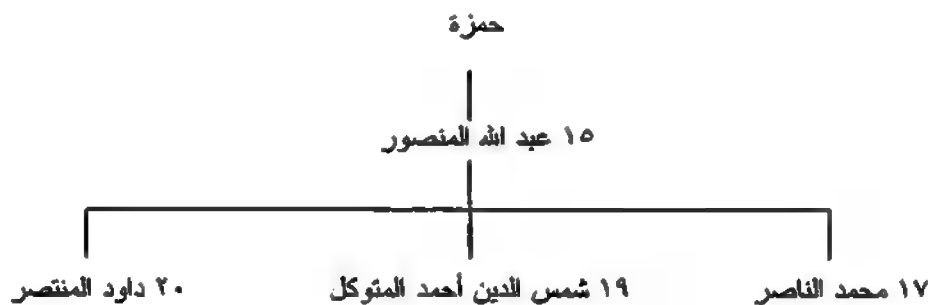 حمزة
١٥ عبد الله المنصور
١٧ محمد الناصر
١٩ شمس الدين أحمد المتوكل
٢٠ داود المنتصر